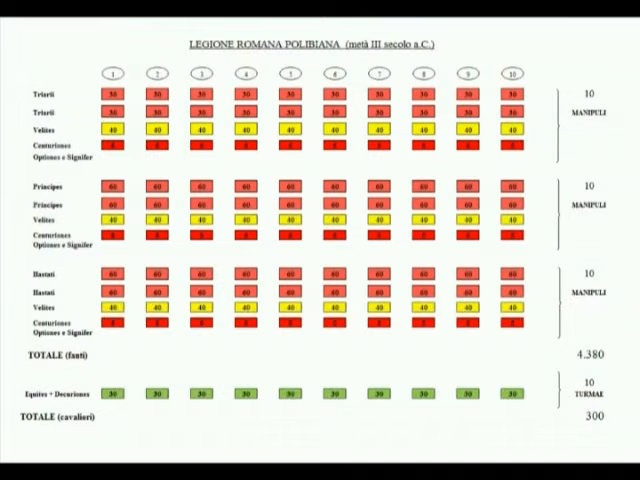 LEGIONE ROMANA POLIBIANA (metà III secolo a.C.)
1 2 3 4 5 6 7 8 9 10
Triarii 30 30 30 30 30 30 30 30 30 30 10
Triarii 30 30 30 30 30 30 30 30 30 30 MANIPULI
Velites 40 40 40 40 40 40 40 40 40 40
Centuriones
Optiones e Signifer
Principes 60 60 60 60 60 60 60 60 60 60 10
Principes 60 60 60 60 60 60 60 60 60 60 MANIPULI
Velites 40 40 40 40 40 40 40 40 40 40
Centuriones
Optiones e Signifer
Hastati 60 60 60 60 60 60 60 60 60 60 10
Hastati 60 60 60 60 60 60 60 60 60 60 MANIPULI
Velites 40 40 40 40 40 40 40 40 40 40
Centuriones
Optiones e Signifer
TOTALE (fanti) 4.380
10
Equites + Decuriones 30 30 30 30 30 30 30 30 30 30 TURMAE
TOTALE (cavalieri) 300